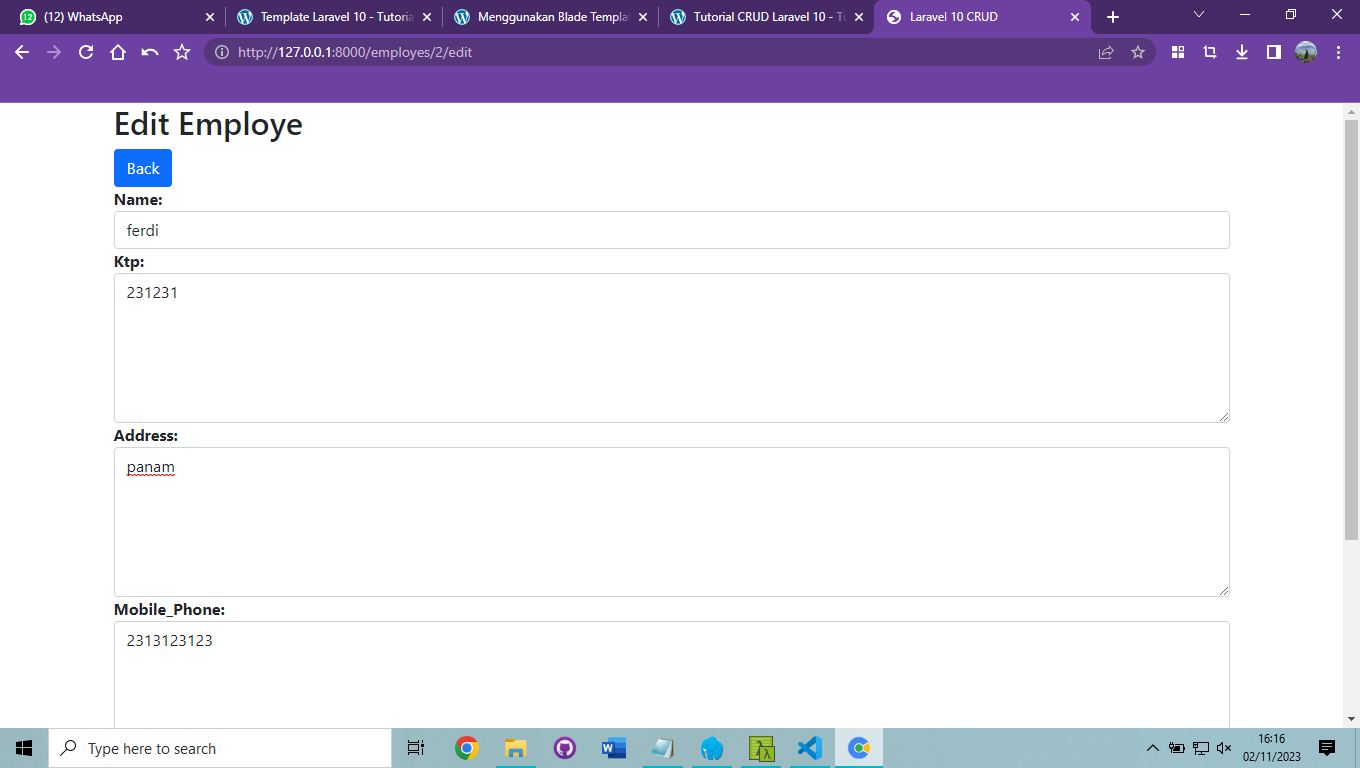 (12) WhatsApp
Template Laravel 10 - Tutoria
Menggunakan Blade Templa
Tutorial CRUD Laravel 10 - Tu
Laravel 10 CRUD
http://127.0.0.1:8000/employes/2/edit
Edit Employe
Back
Name:
ferdi
Ktp:
231231
Address:
panam
Mobile_Phone:
2313123123
Type here to search
16:16
02/11/2023